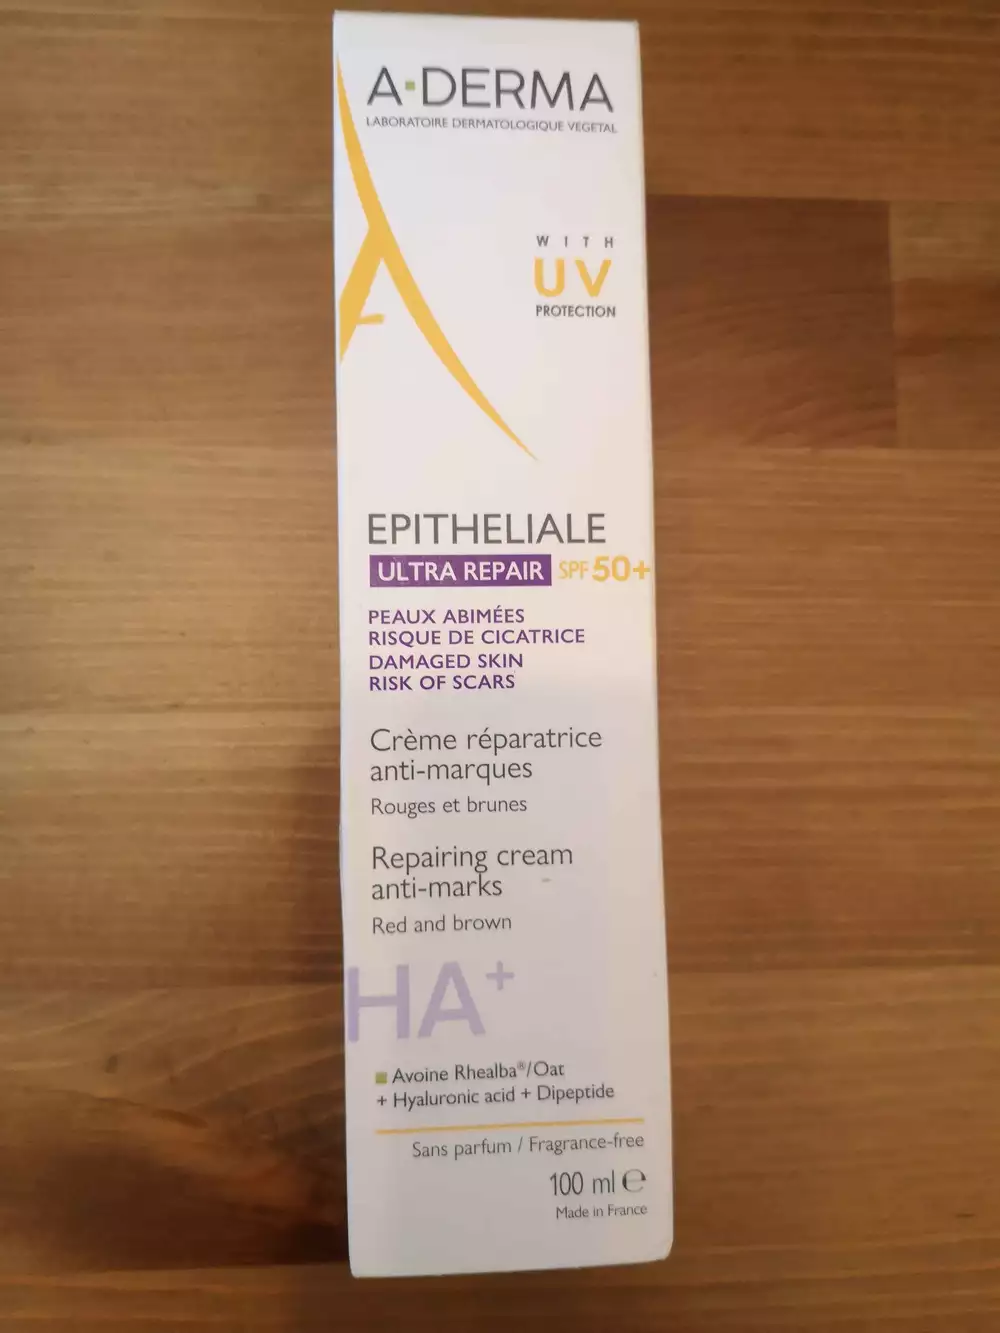 A-DERMA
LABORATOIRE DERMATOLOGIQUE VEGETAL
WITH
UV
PROTECTION
EPITHELIALE
ULTRA REPAIR SPF 50+
PEAUX ABIMÉES
RISQUE DE CICATRICE
DAMAGED SKIN
RISK OF SCARS
Crème réparatrice
anti-marques
Rouges et brunes
Repairing cream
anti-marks
Red and brown
HA+
Avoine Rhealba®/Oat
+ Hyaluronic acid + Dipeptide
Sans parfum / Fragrance-free
100 ml ℮
Made in France